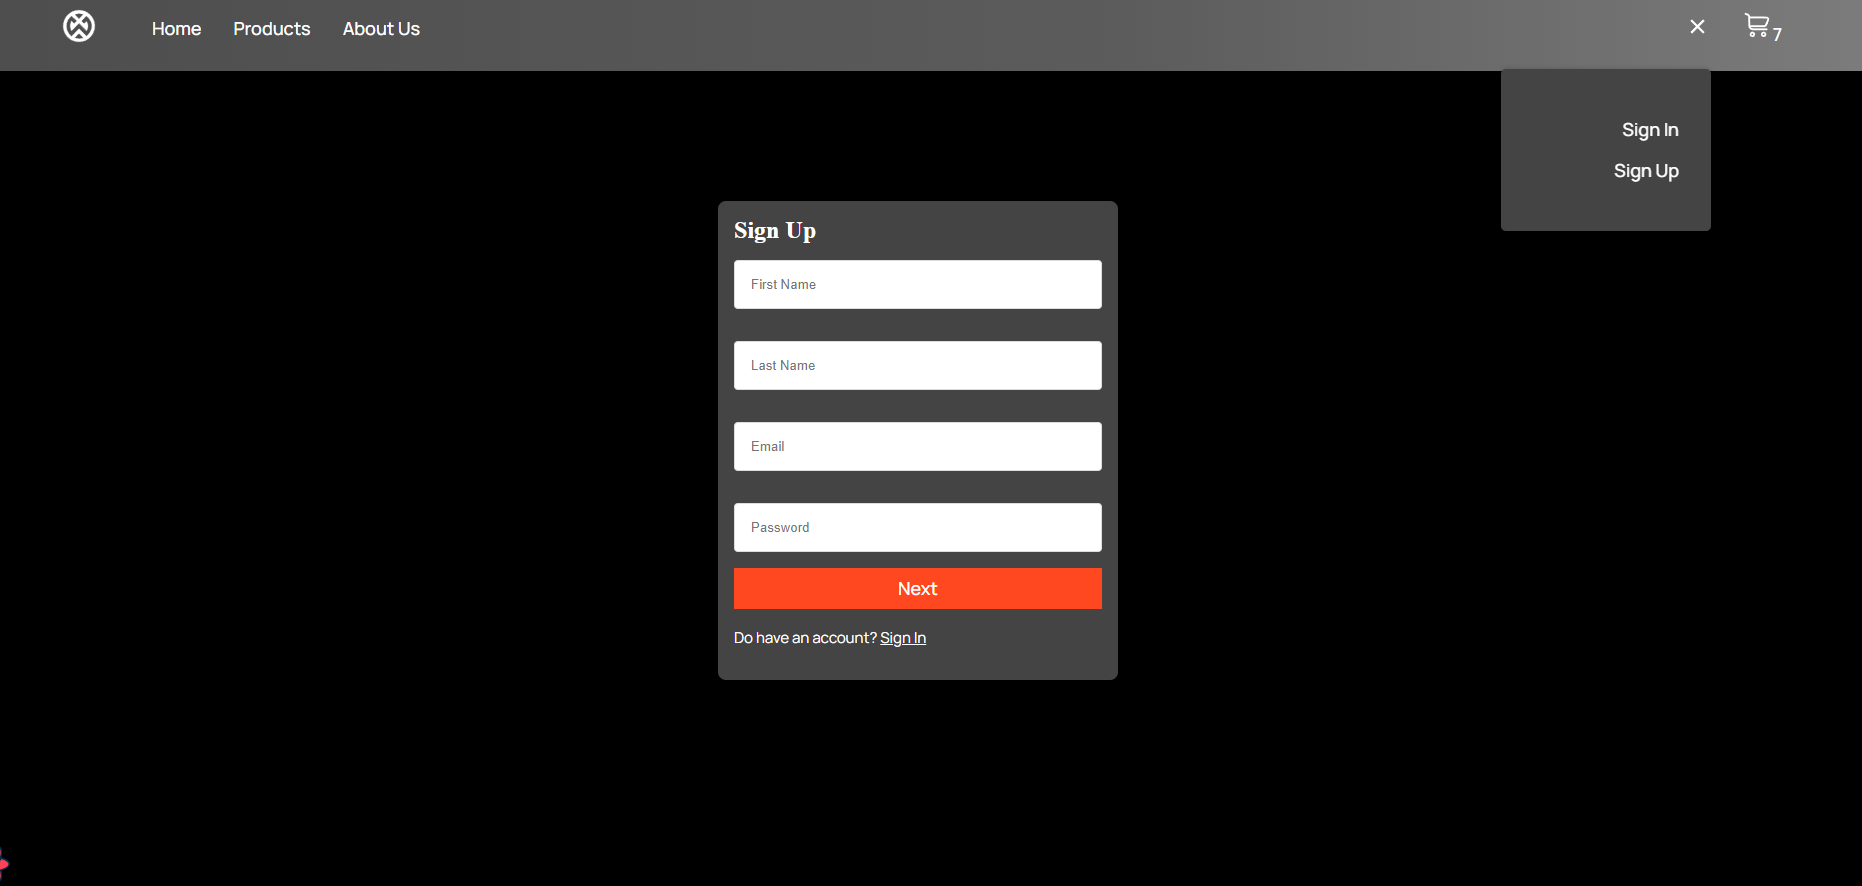 Home Products About Us 7
Sign In
Sign Up
Sign Up
First Name
Last Name
Email
Password
Next
Do have an account? Sign In